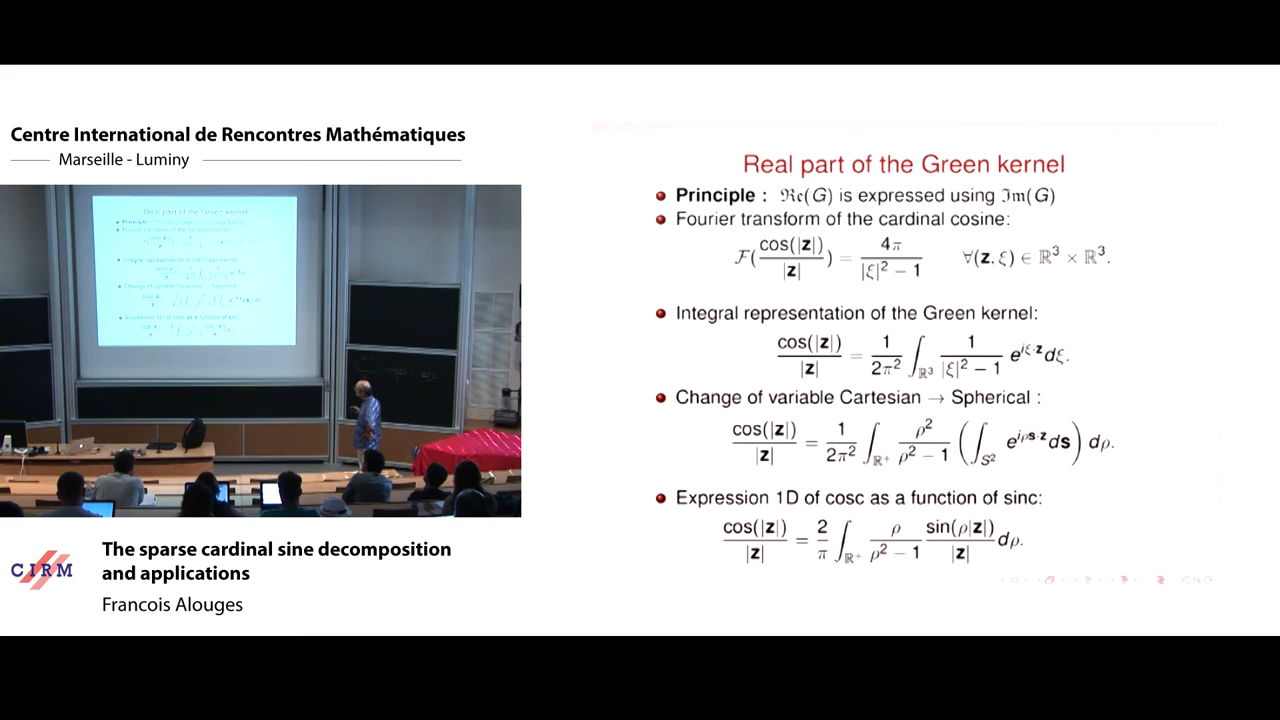 Centre International de Rencontres Mathématiques
Marseille - Luminy
Real part of the Green kernel
Principle : ℜe(G) is expressed using ℑm(G)
Fourier transform of the cardinal cosine:
F(cos(|z|)/|z|) = 4π/(|ξ|² − 1) ∀(z, ξ) ∈ ℝ³ × ℝ³.
Integral representation of the Green kernel:
cos(|z|)/|z| = 1/(2π²) ∫_ℝ³ 1/(|ξ|² − 1) e^{iξ·z} dξ.
Change of variable Cartesian → Spherical :
cos(|z|)/|z| = 1/(2π²) ∫_ℝ⁺ ρ²/(ρ² − 1) (∫_S² e^{iρs·z} ds) dρ.
Expression 1D of cosc as a function of sinc:
cos(|z|)/|z| = 2/π ∫_ℝ⁺ ρ/(ρ² − 1) sin(ρ|z|)/|z| dρ.
CIRM
The sparse cardinal sine decomposition
and applications
Francois Alouges